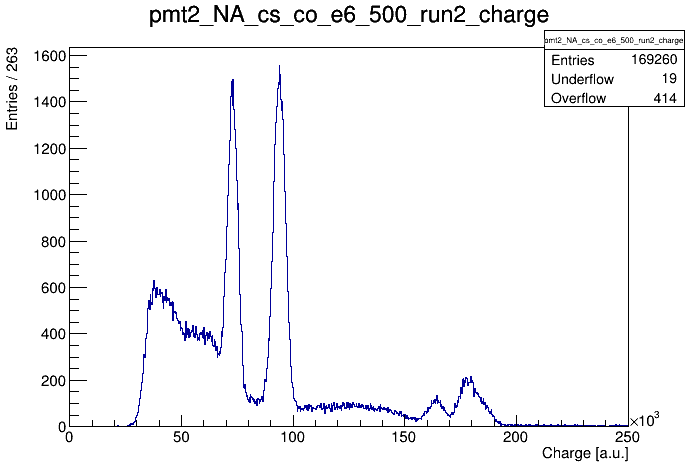 pmt2_NA_cs_co_e6_500_run2_charge
pmt2_NA_cs_co_e6_500_run2_charge
Entries 169260
Underflow 19
Overflow 414
Entries / 263
1600
1400
1200
1000
800
600
400
200
0
0 50 100 150 200 250
×10³
Charge [a.u.]